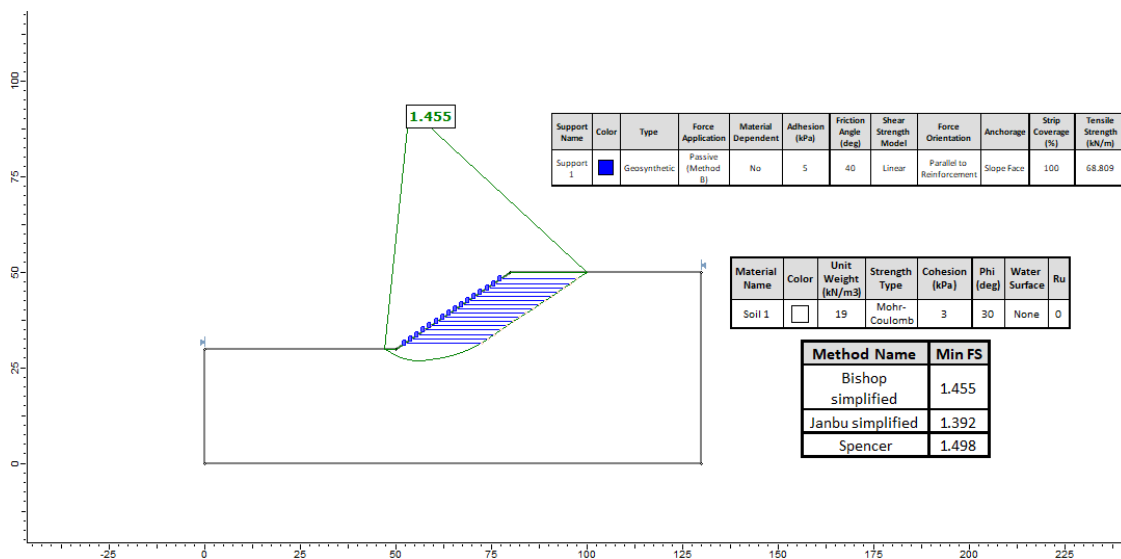 100
75
50
25
0
1.455
Support Name Color Type Force Application Material Dependent Adhesion (kPa) Friction Angle (deg) Shear Strength Model Force Orientation Anchorage Strip Coverage (%) Tensile Strength (kN/m)
Support 1 Geosynthetic Passive (Method B) No 5 40 Linear Parallel to Reinforcement Slope Face 100 68.809
Material Name Color Unit Weight (kN/m3) Strength Type Cohesion (kPa) Phi (deg) Water Surface Ru
Soil 1 19 Mohr-Coulomb 3 30 None 0
Method Name Min FS
Bishop simplified 1.455
Janbu simplified 1.392
Spencer 1.498
-25 0 25 50 75 100 125 150 175 200 225